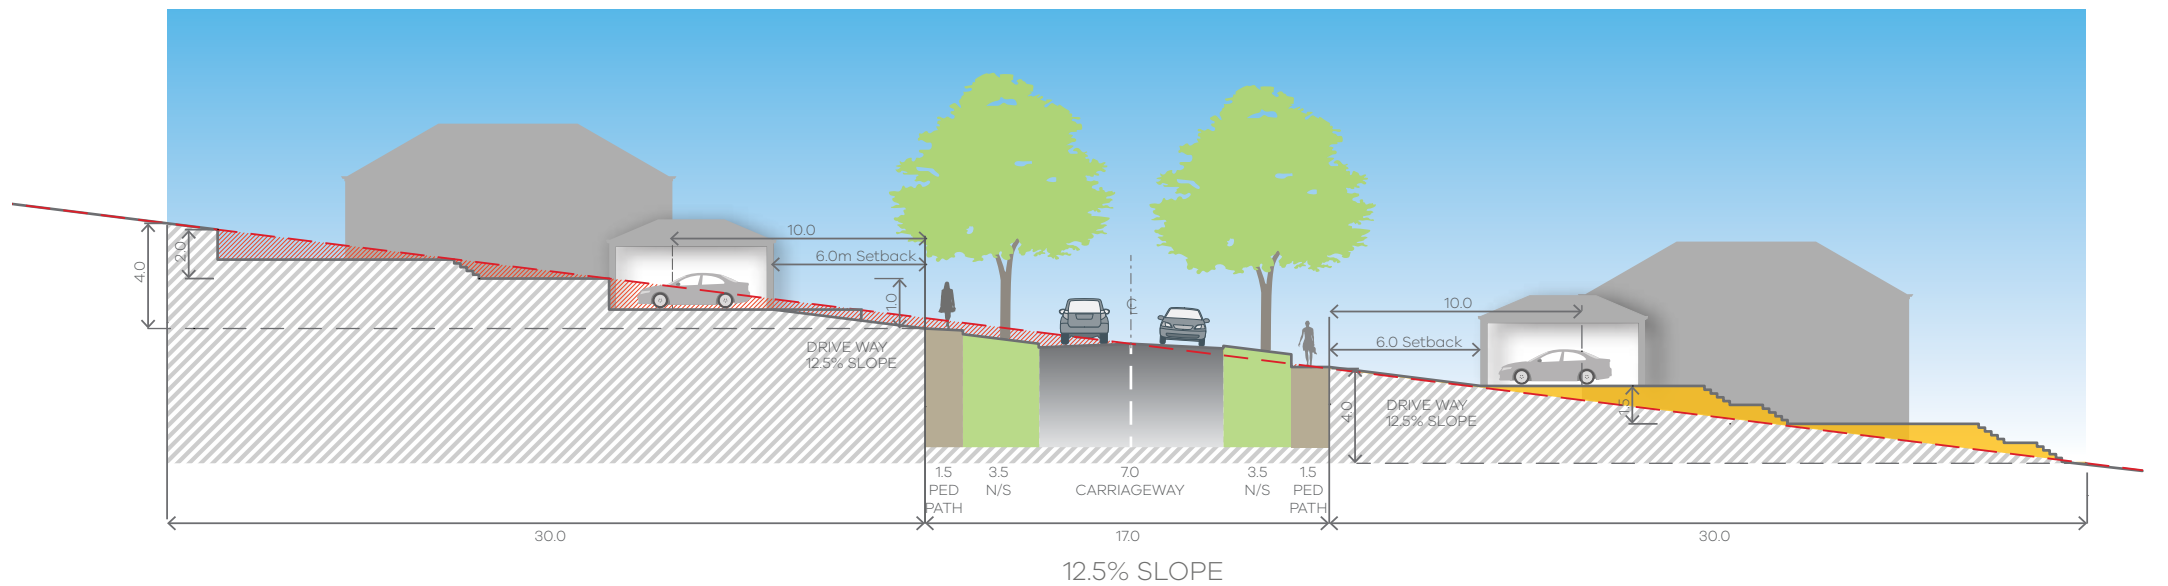 10.0
6.0m Setback
4.0
2.0
1.0
DRIVE WAY
12.5% SLOPE
C
L
10.0
6.0 Setback
4.0
DRIVE WAY
12.5% SLOPE
1.5
1.5
PED
PATH
3.5
N/S
7.0
CARRIAGEWAY
3.5
N/S
1.5
PED
PATH
30.0
17.0
30.0
12.5% SLOPE